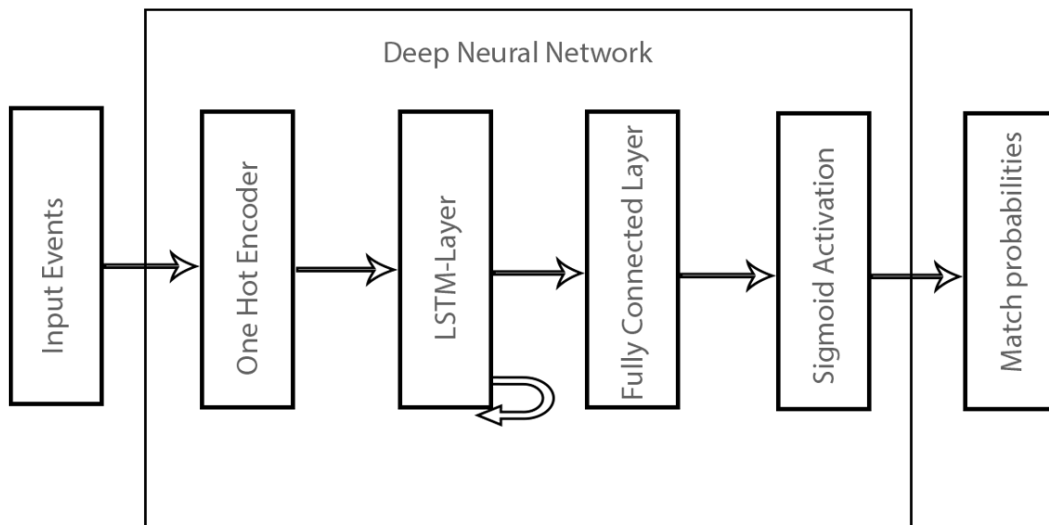 Deep Neural Network
Input Events
One Hot Encoder
LSTM-Layer
Fully Connected Layer
Sigmoid Activation
Match probabilities